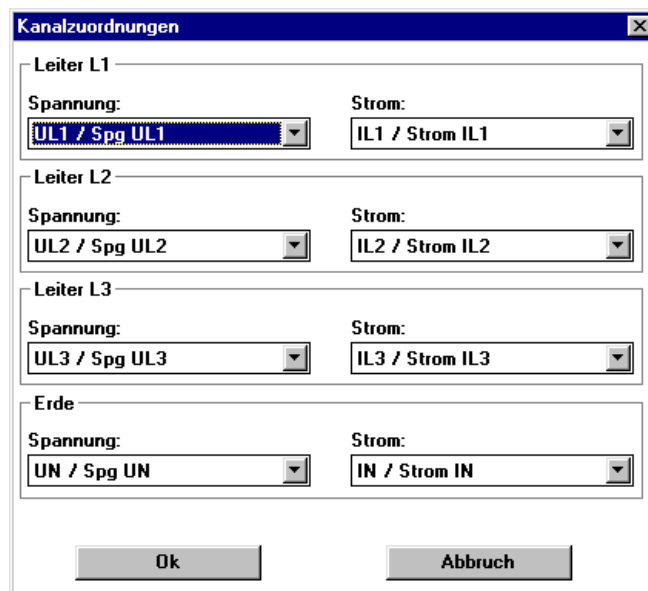 Kanalzuordnungen
Leiter L1
Spannung: Strom:
UL1 / Spg UL1 IL1 / Strom IL1
Leiter L2
Spannung: Strom:
UL2 / Spg UL2 IL2 / Strom IL2
Leiter L3
Spannung: Strom:
UL3 / Spg UL3 IL3 / Strom IL3
Erde
Spannung: Strom:
UN / Spg UN IN / Strom IN
Ok Abbruch